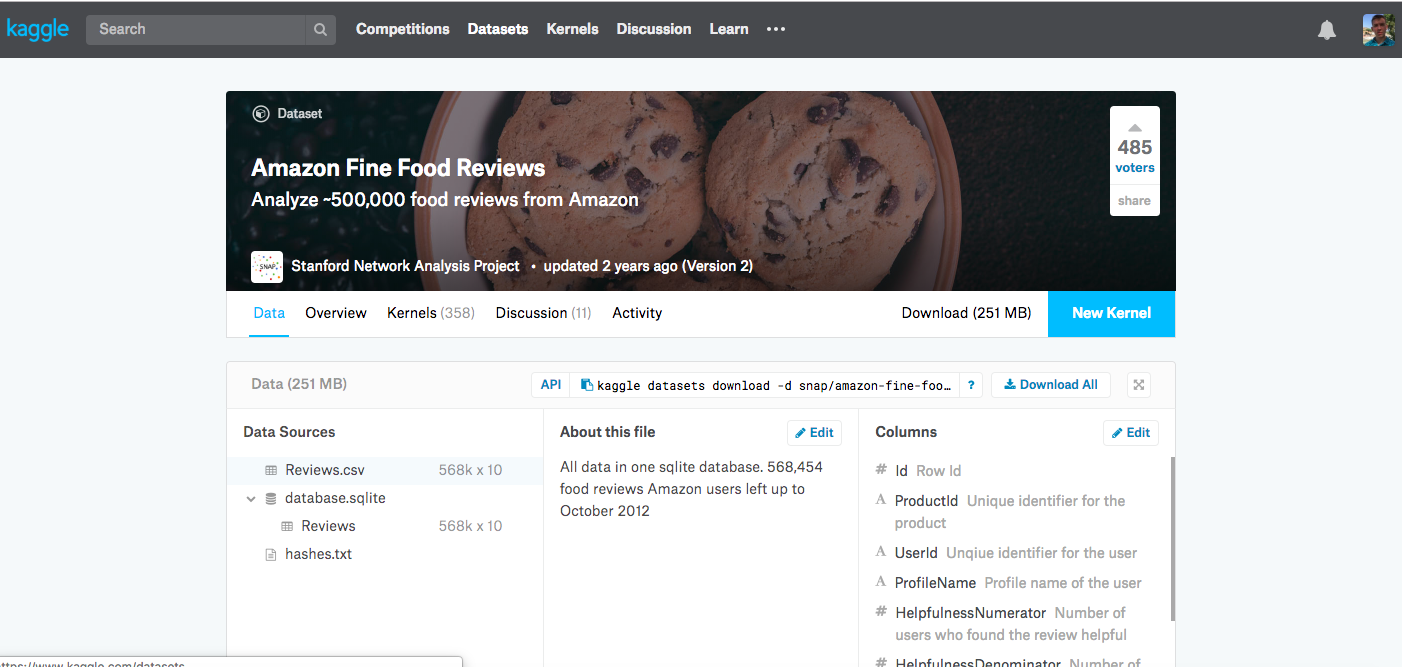 kaggle
Search
Competitions Datasets Kernels Discussion Learn
Dataset
Amazon Fine Food Reviews
Analyze ~500,000 food reviews from Amazon
485
voters
share
SNAP
Stanford Network Analysis Project • updated 2 years ago (Version 2)
Data Overview Kernels (358) Discussion (11) Activity Download (251 MB) New Kernel
Data (251 MB) API kaggle datasets download -d snap/amazon-fine-foo… ? Download All
Data Sources
Reviews.csv 568k x 10
database.sqlite
Reviews 568k x 10
hashes.txt
About this file Edit
All data in one sqlite database. 568,454
food reviews Amazon users left up to
October 2012
Columns Edit
# Id Row Id
A ProductId Unique identifier for the
product
A UserId Unqiue identifier for the user
A ProfileName Profile name of the user
# HelpfulnessNumerator Number of
users who found the review helpful
# HelpfulnessDenominator Number of
ttps://www.kaggle.com/datasets